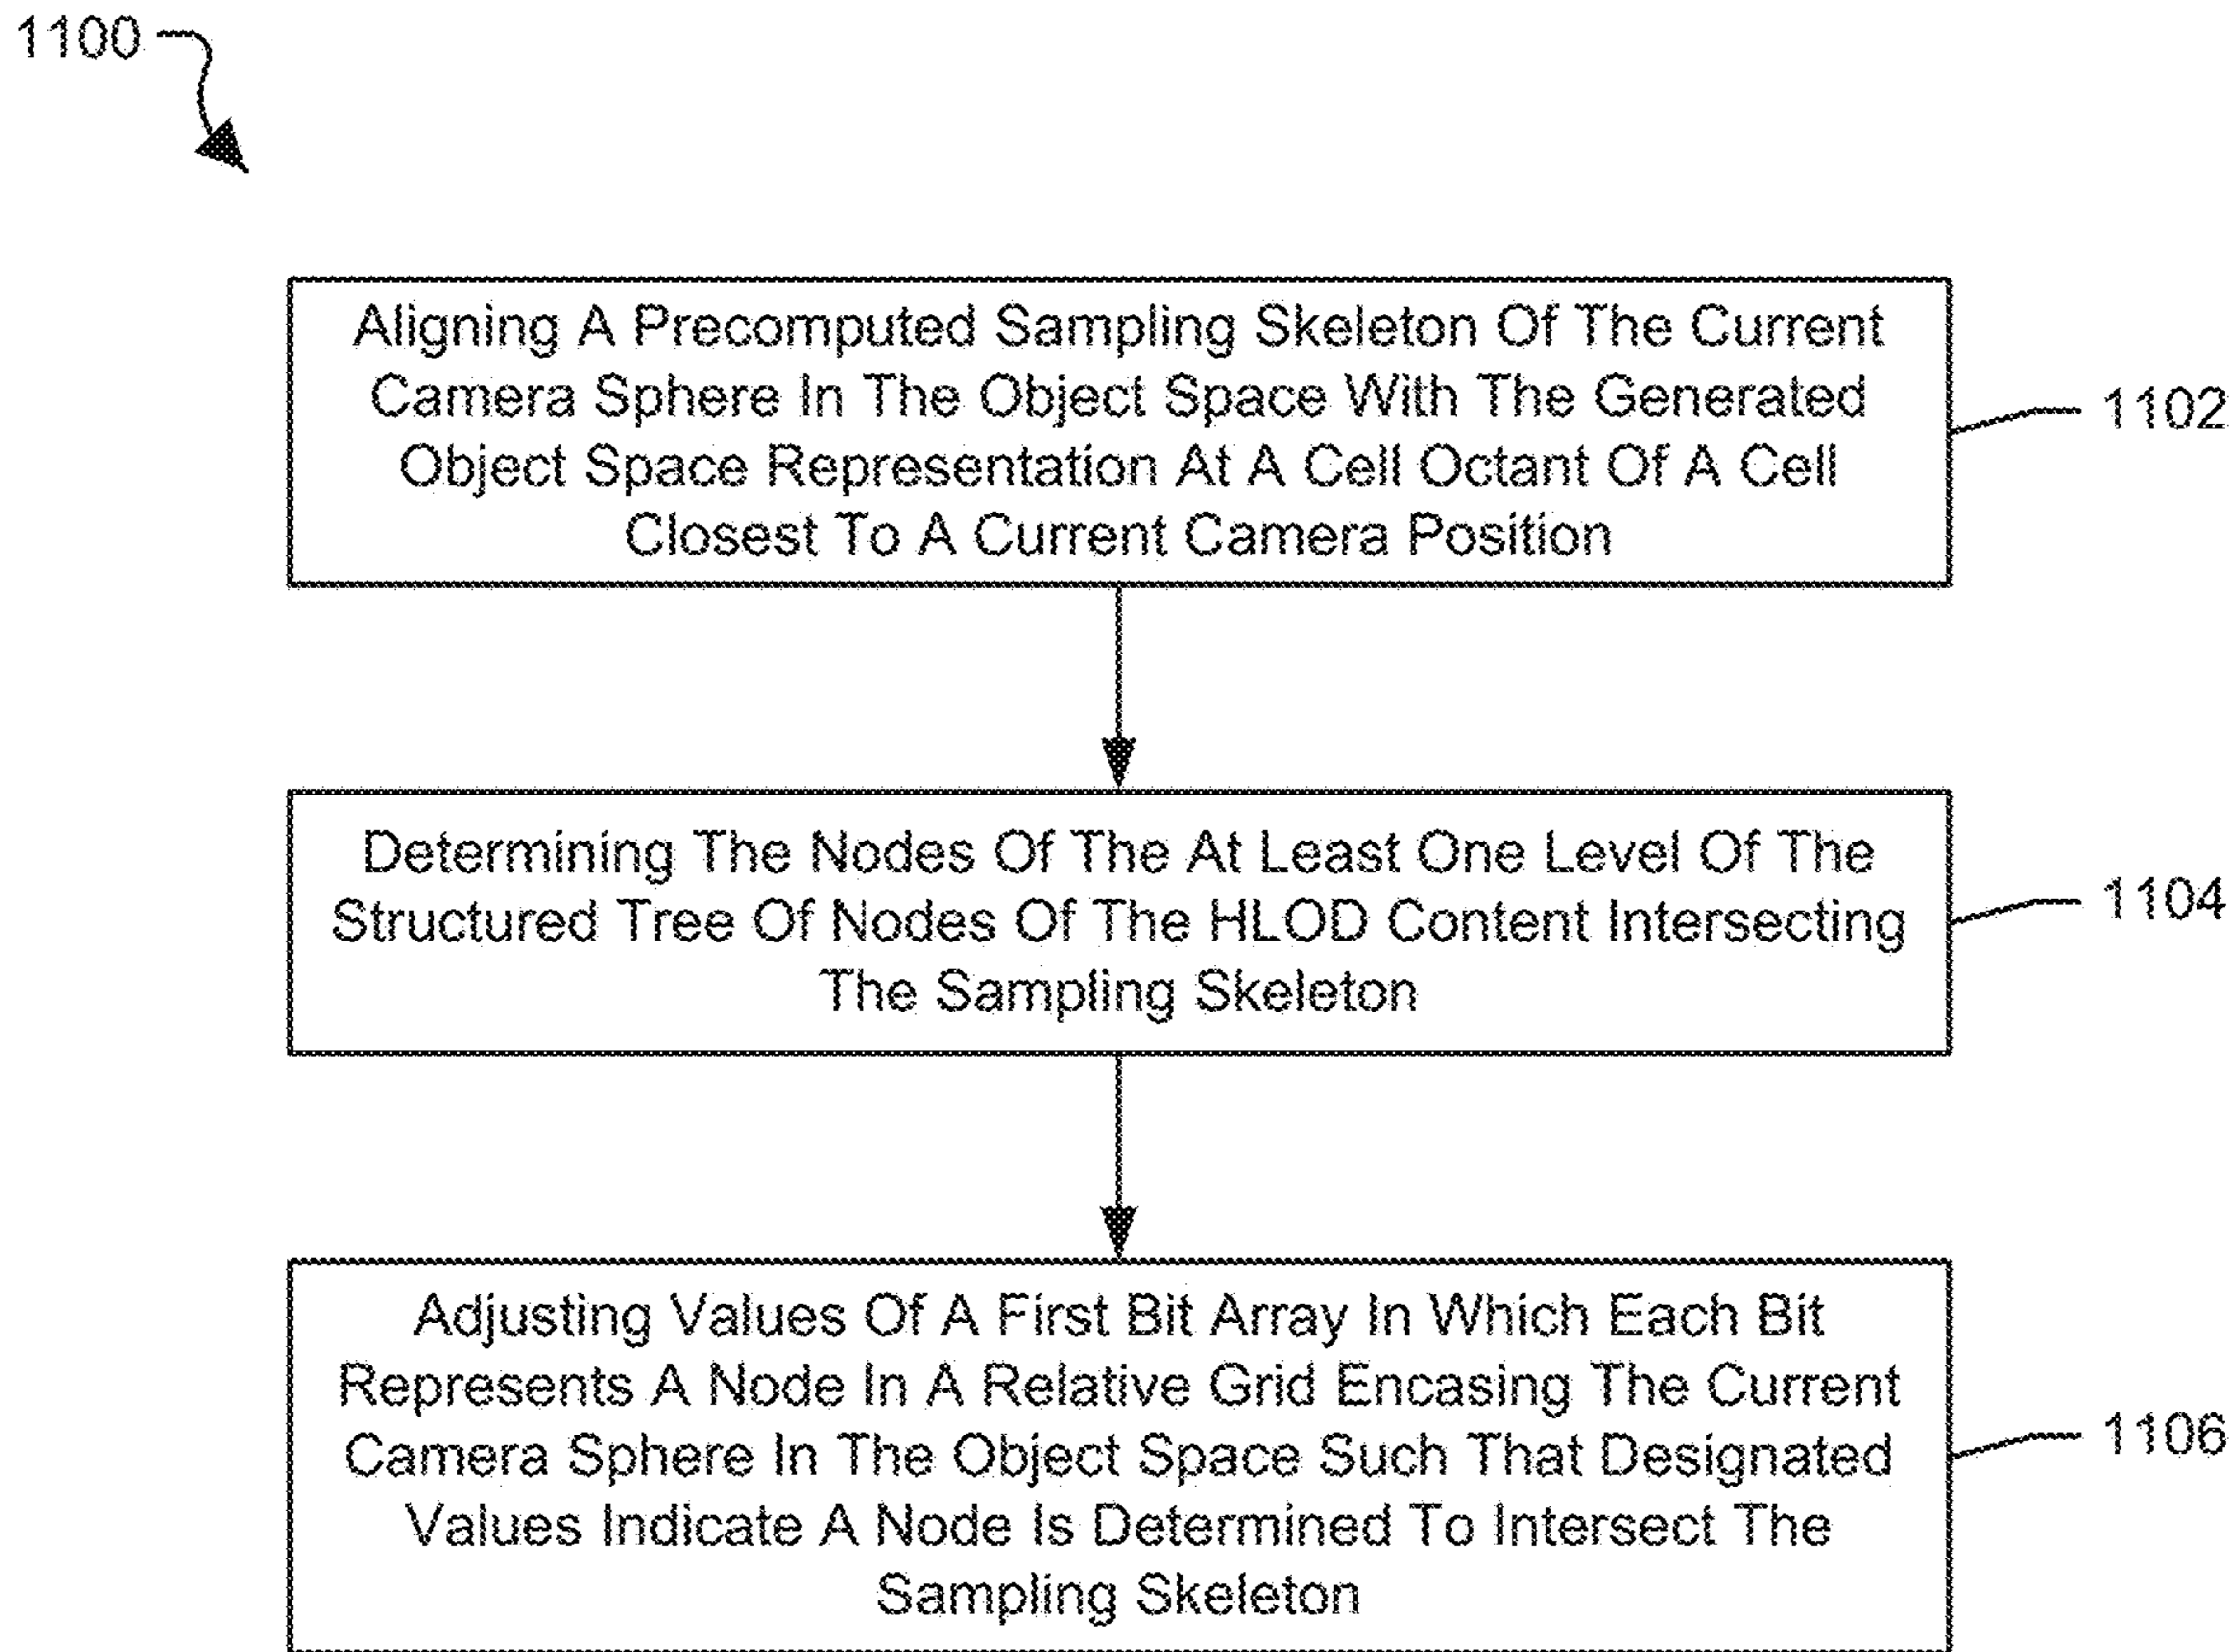 1100
Aligning A Precomputed Sampling Skeleton Of The Current
Camera Sphere In The Object Space With The Generated
Object Space Representation At A Cell Octant Of A Cell
Closest To A Current Camera Position
1102
Determining The Nodes Of The At Least One Level Of The
Structured Tree Of Nodes Of The HLOD Content Intersecting
The Sampling Skeleton
1104
Adjusting Values Of A First Bit Array In Which Each Bit
Represents A Node In A Relative Grid Encasing The Current
Camera Sphere In The Object Space Such That Designated
Values Indicate A Node Is Determined To Intersect The
Sampling Skeleton
1106